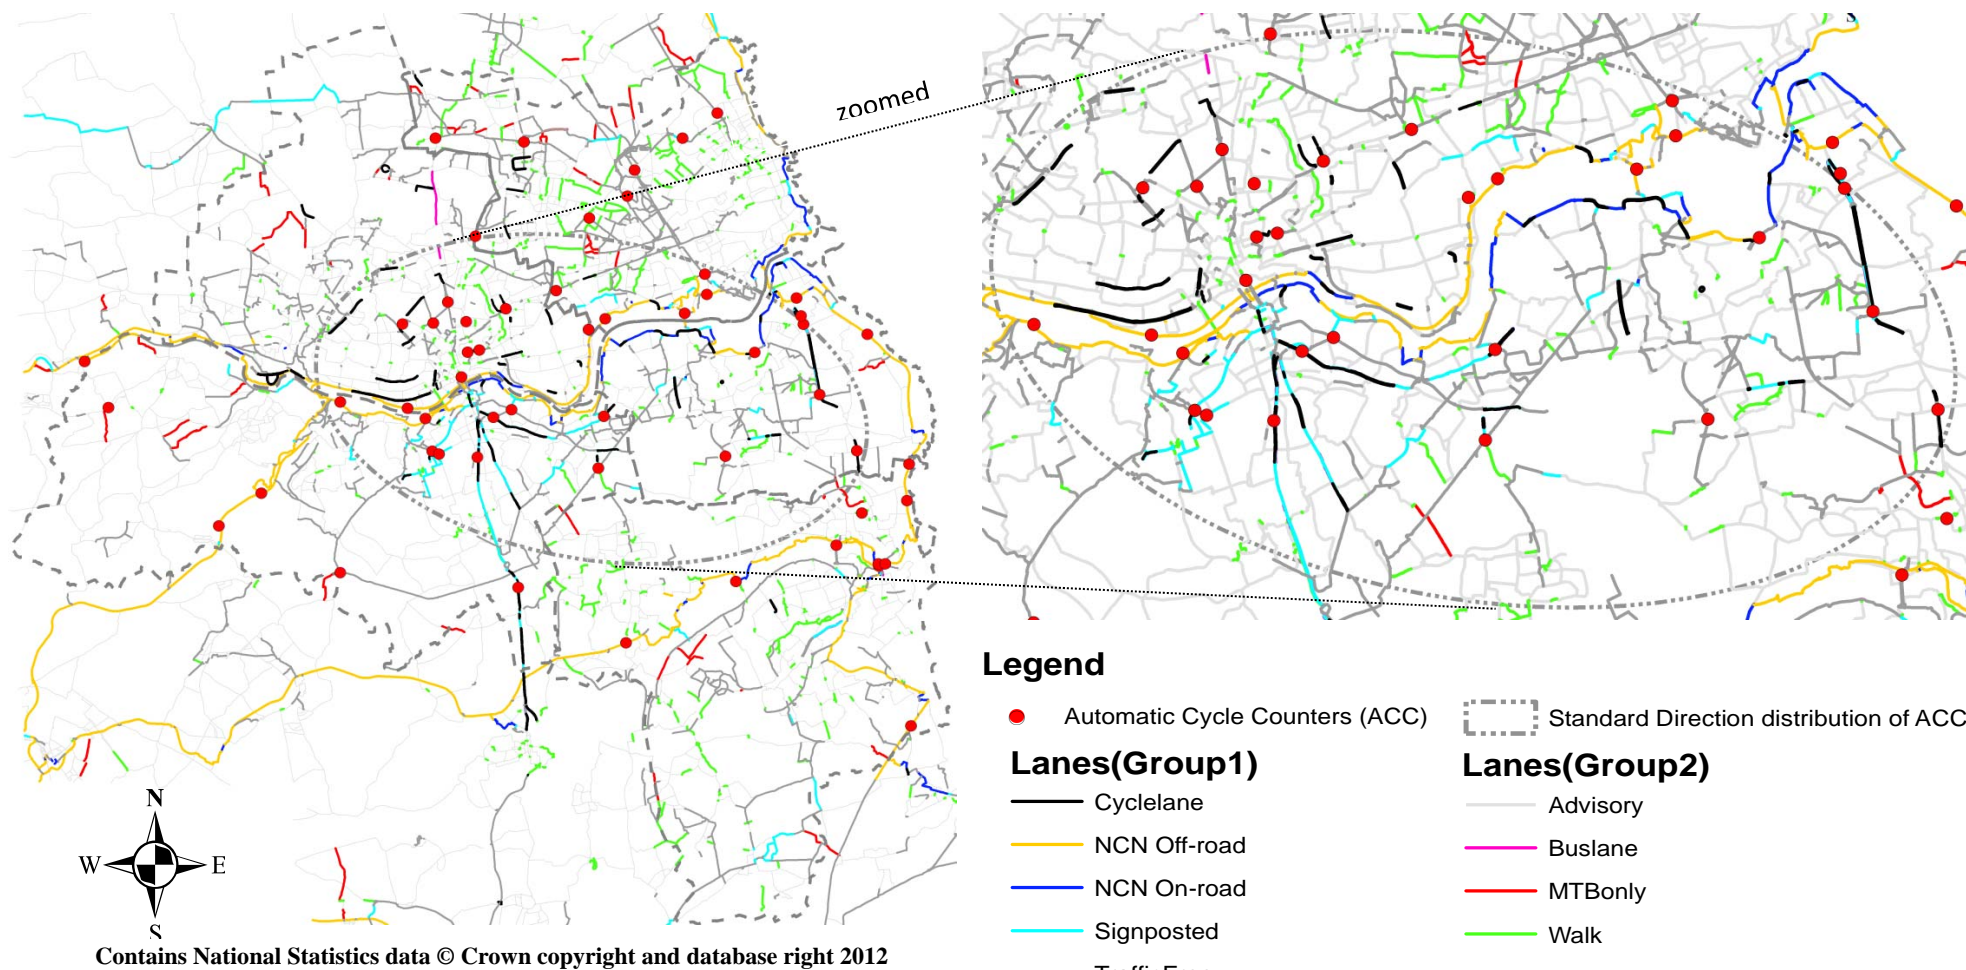 zoomed
Legend
Automatic Cycle Counters (ACC)
Standard Direction distribution of ACC
Lanes(Group1)
Lanes(Group2)
Cyclelane
Advisory
NCN Off-road
Buslane
NCN On-road
MTBonly
Signposted
Walk
N
W E
S
Contains National Statistics data © Crown copyright and database right 2012